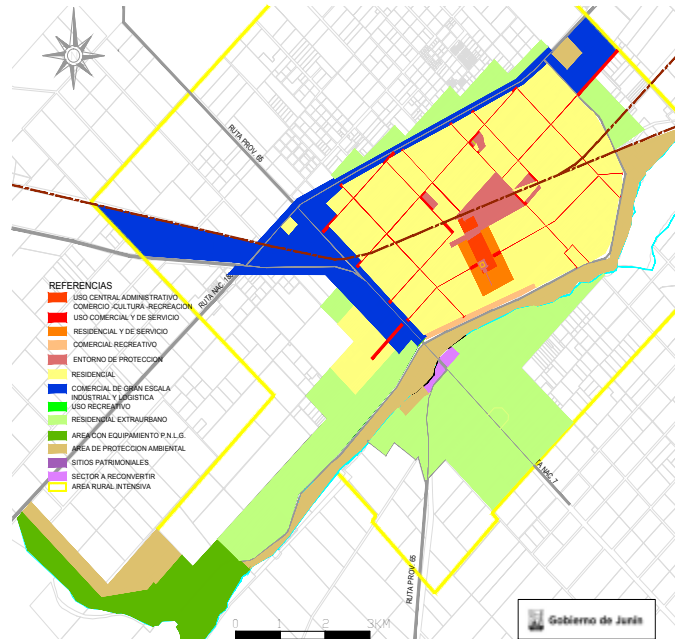 RUTA PROV. 65
RUTA NAC. 188
REFERENCIAS
USO CENTRAL ADMINISTRATIVO
COMERCIO -CULTURA -RECREACION
USO COMERCIAL Y DE SERVICIO
RESIDENCIAL Y DE SERVICIO
COMERCIAL RECREATIVO
ENTORNO DE PROTECCION
RESIDENCIAL
COMERCIAL DE GRAN ESCALA
INDUSTRIAL Y LOGISTICA
USO RECREATIVO
RESIDENCIAL EXTRAURBANO
AREA CON EQUIPAMIENTO P.N.L.G.
AREA DE PROTECCION AMBIENTAL
SITIOS PATRIMONIALES
SECTOR A RECONVERTIR
AREA RURAL INTENSIVA
TA NAC. 7
RUTA PROV. 65
0 1 2 3KM
Gobierno de Junín